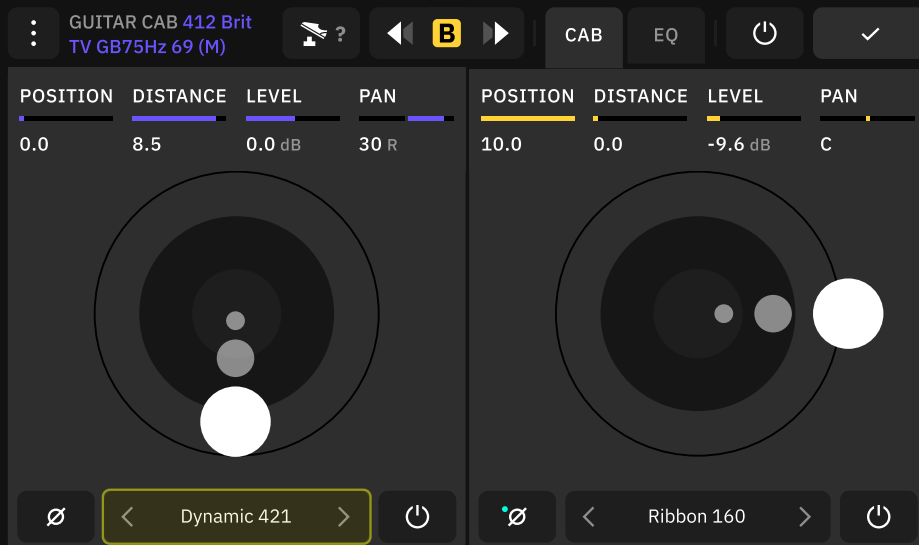 GUITAR CAB 412 Brit
TV GB75Hz 69 (M)
?
B
CAB
EQ
POSITION DISTANCE LEVEL PAN
0.0 8.5 0.0 dB 30 R
POSITION DISTANCE LEVEL PAN
10.0 0.0 -9.6 dB C
Dynamic 421
Ribbon 160